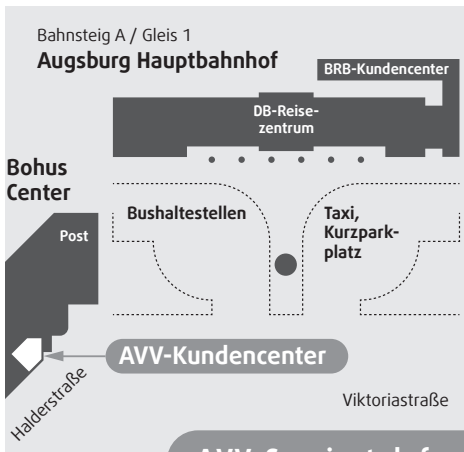 Bahnsteig A / Gleis 1
Augsburg Hauptbahnhof
BRB-Kundencenter
DB-Reise-
zentrum
Bohus
Center
Bushaltestellen
Taxi,
Kurzpark-
platz
Post
AVV-Kundencenter
Halderstraße
Viktoriastraße